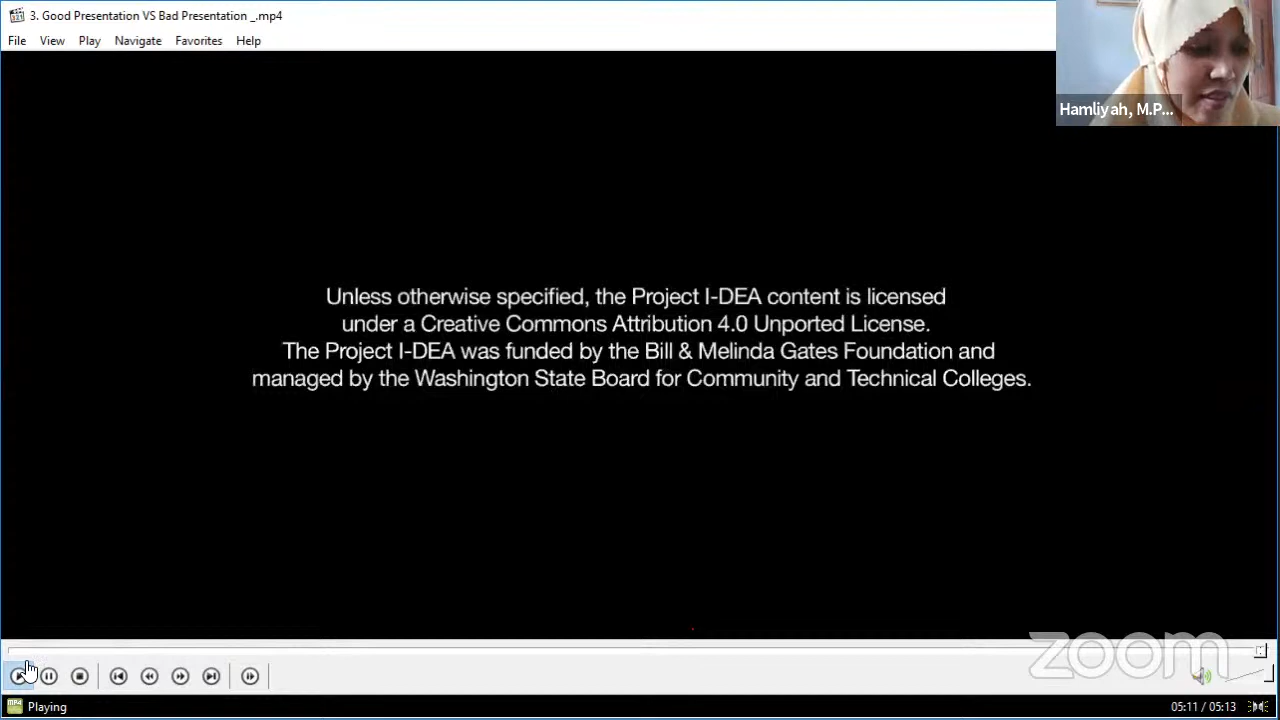 3. Good Presentation VS Bad Presentation _.mp4
File View Play Navigate Favorites Help
Hamliyah, M.P...
Unless otherwise specified, the Project I-DEA content is licensed
under a Creative Commons Attribution 4.0 Unported License.
The Project I-DEA was funded by the Bill & Melinda Gates Foundation and
managed by the Washington State Board for Community and Technical Colleges.
zoom
MP4
Playing
05:11 / 05:13